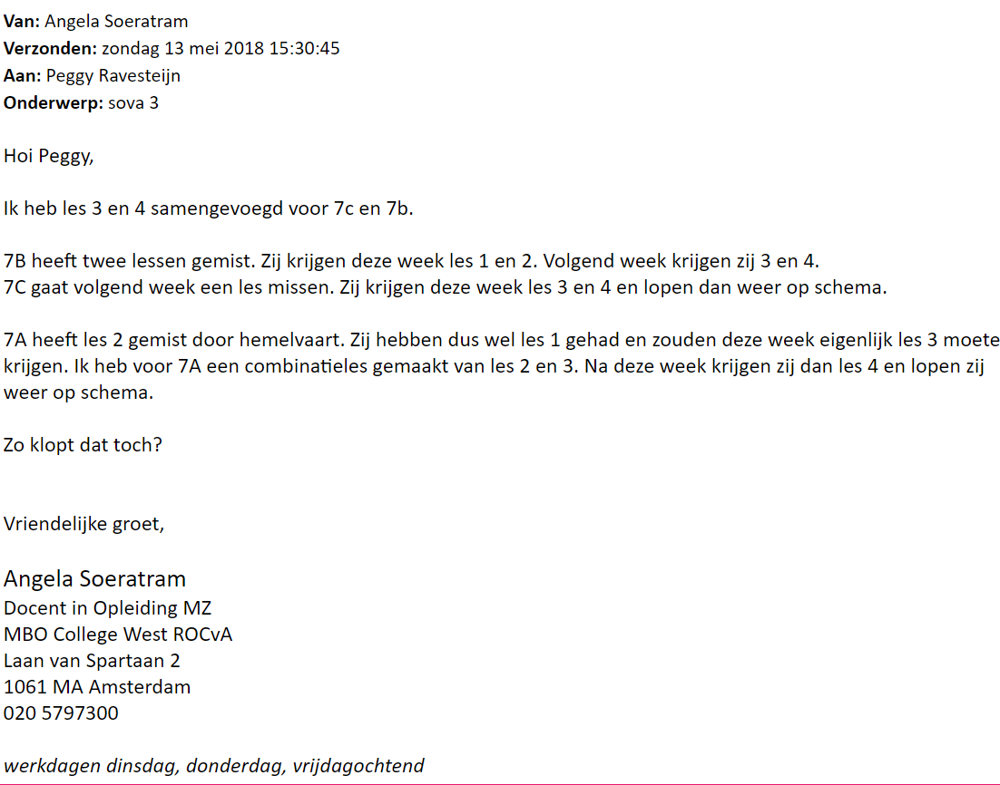 Van: Angela Soeratram
Verzonden: zondag 13 mei 2018 15:30:45
Aan: Peggy Ravesteijn
Onderwerp: sova 3
Hoi Peggy,
Ik heb les 3 en 4 samengevoegd voor 7c en 7b.
7B heeft twee lessen gemist. Zij krijgen deze week les 1 en 2. Volgend week krijgen zij 3 en 4.
7C gaat volgend week een les missen. Zij krijgen deze week les 3 en 4 en lopen dan weer op schema.
7A heeft les 2 gemist door hemelvaart. Zij hebben dus wel les 1 gehad en zouden deze week eigenlijk les 3 moete
krijgen. Ik heb voor 7A een combinatieles gemaakt van les 2 en 3. Na deze week krijgen zij dan les 4 en lopen zij
weer op schema.
Zo klopt dat toch?
Vriendelijke groet,
Angela Soeratram
Docent in Opleiding MZ
MBO College West ROCvA
Laan van Spartaan 2
1061 MA Amsterdam
020 5797300
werkdagen dinsdag, donderdag, vrijdagochtend